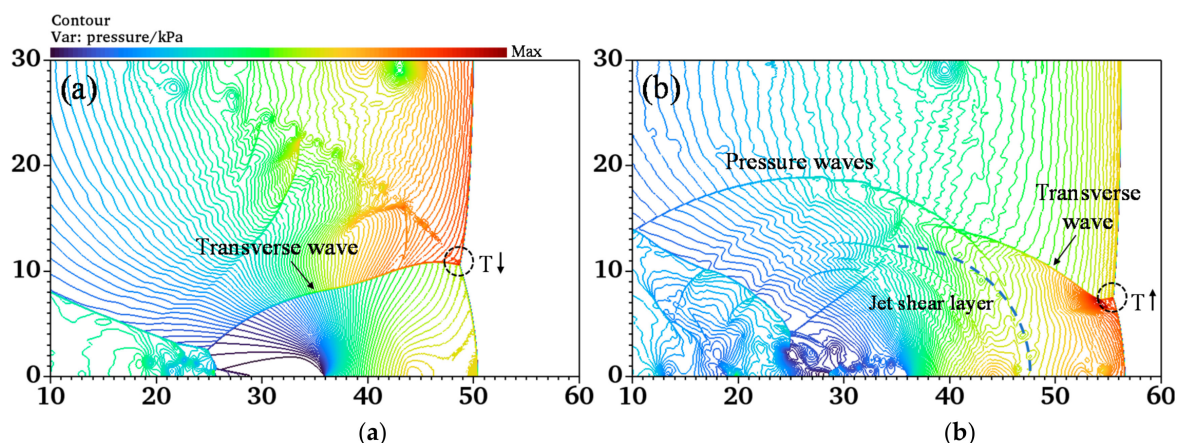 Contour
Var: pressure/kPa
Max
30
(a)
20
Transverse wave
10
T↓
0
10 20 30 40 50 60
(a)
30
(b)
Pressure waves
20
Transverse
wave
10
Jet shear layer
T↑
0
10 20 30 40 50 60
(b)